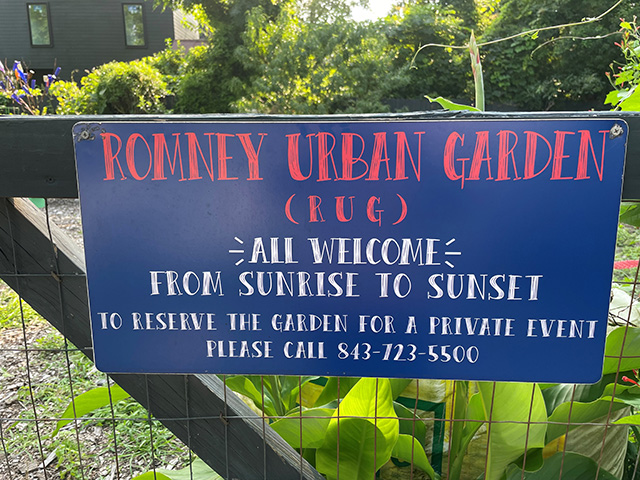 ROMNEY URBAN GARDEN
(RUG)
ALL WELCOME
FROM SUNRISE TO SUNSET
TO RESERVE THE GARDEN FOR A PRIVATE EVENT
PLEASE CALL 843-723-5500